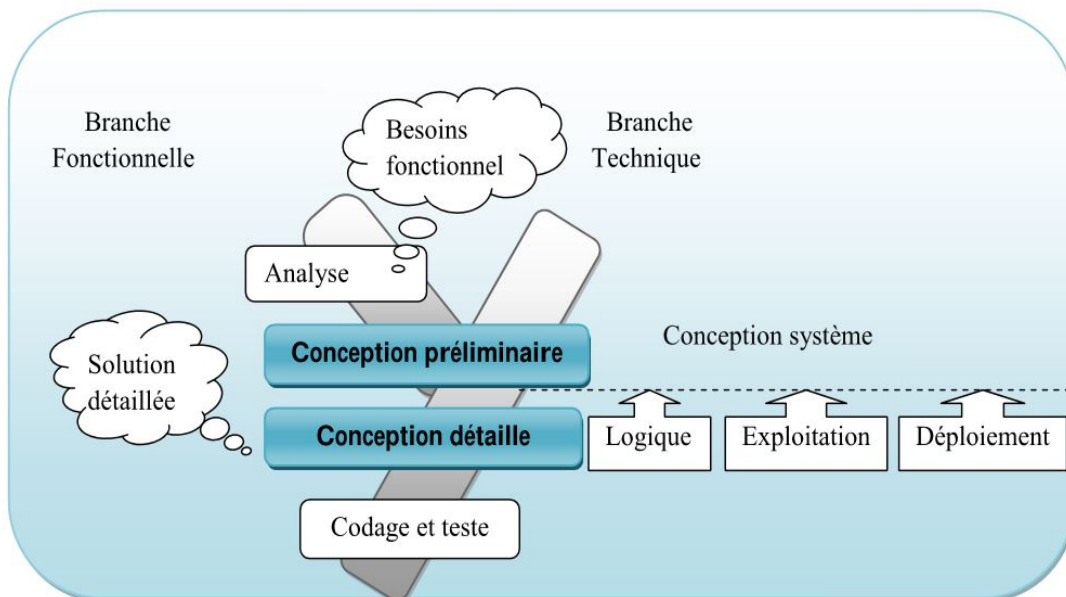 Branche
Fonctionnelle
Besoins
fonctionnel
Branche
Technique
Analyse
Conception préliminaire
Conception système
Solution
détaillée
Conception détaille
Logique
Exploitation
Déploiement
Codage et teste